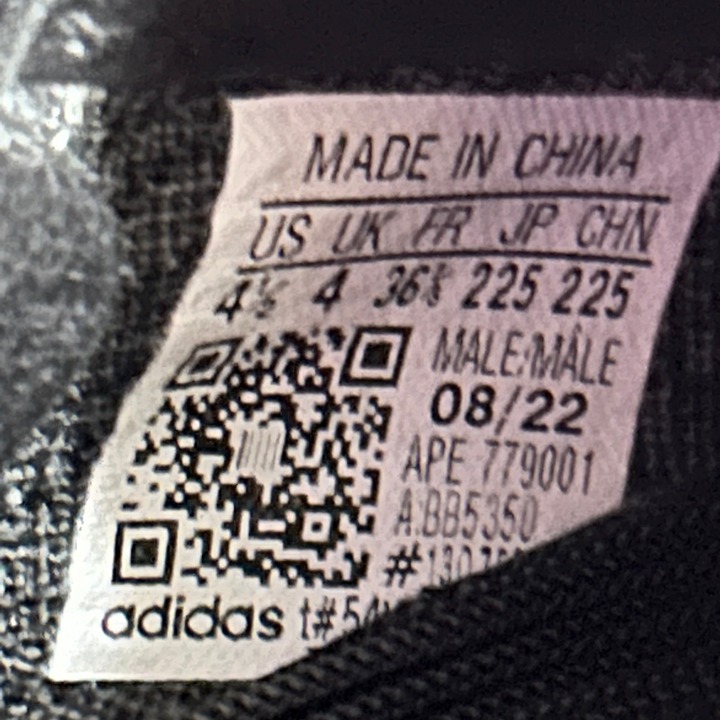 MADE IN CHINA
US UK FR JP CHN
4½ 4 36⅔ 225 225
MALE/MÂLE
08/22
APE 779001
A:BB5350
adidas